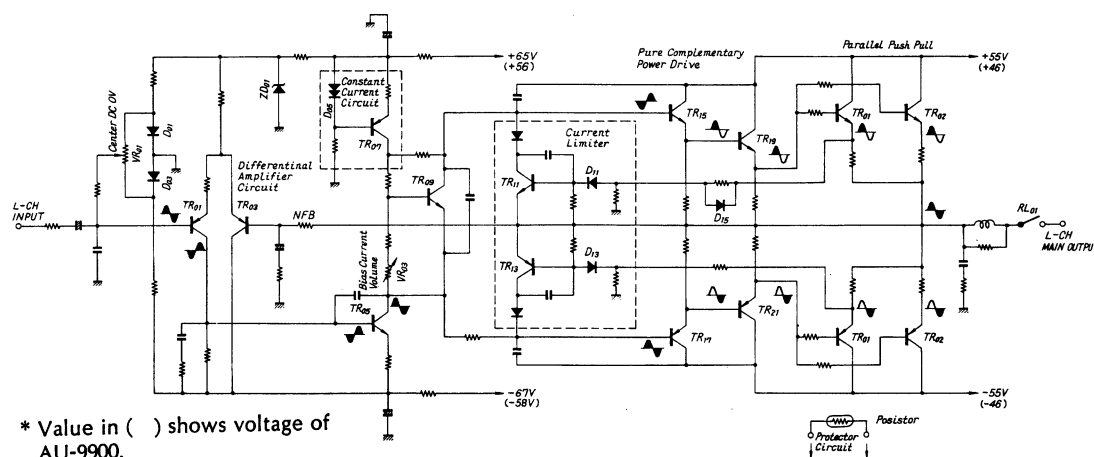 +65V
(+56)
Pure Complementary
Power Drive
Parallel Push Pull
+55V
(+46)
Center DC 0V
VR01
D01
D03
ZD01
D05
Constant
Current
Circuit
TR07
TR15
TR19
TR01
TR02
Current
Limiter
Differentinal
Amplifier
Circuit
TR09
TR11
D11
D15
L-CH
INPUT
TR01
TR03
NFB
RL01
L-CH
MAIN OUTPU
Bias Current
Volume
VR03
TR13
D13
TR05
TR17
TR21
TR01
TR02
-67V
(-58V)
-55V
(-46)
* Value in ( ) shows voltage of
AU-9900.
Posistor
Protector
Circuit